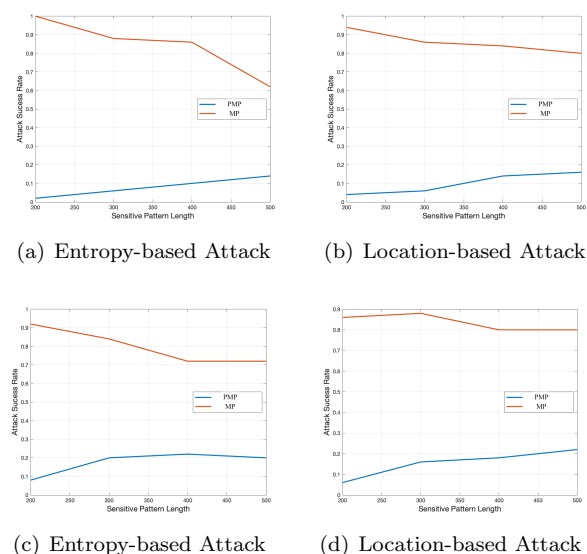 1
0.9
0.8
0.7
0.6
0.5
0.4
0.3
0.2
0.1
0
Attack Sucess Rate
PMP
MP
200 250 300 350 400 450 500
Sensitive Pattern Length
(a) Entropy-based Attack
1
0.9
0.8
0.7
0.6
0.5
0.4
0.3
0.2
0.1
0
Attack Sucess Rate
PMP
MP
200 250 300 350 400 450 500
Sensitive Pattern Length
(b) Location-based Attack
1
0.9
0.8
0.7
0.6
0.5
0.4
0.3
0.2
0.1
0
Attack Sucess Rate
PMP
MP
200 250 300 350 400 450 500
Sensitive Pattern Length
(c) Entropy-based Attack
0.9
0.8
0.7
0.6
0.5
0.4
0.3
0.2
0.1
0
Attack Sucess Rate
PMP
MP
200 250 300 350 400 450 500
Sensitive Pattern Length
(d) Location-based Attack